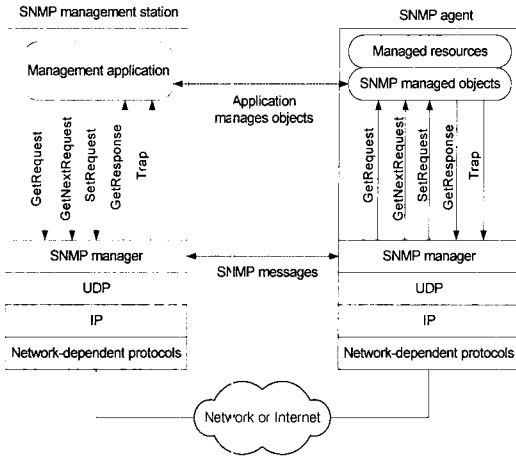 SNMP management station
SNMP agent
Management application
Managed resources
SNMP managed objects
Application
manages objects
GetRequest
GetNextRequest
SetRequest
GetResponse
Trap
GetRequest
GetNextRequest
SetRequest
GetResponse
Trap
SNMP manager
SNMP messages
SNMP manager
UDP
UDP
IP
IP
Network-dependent protocols
Network-dependent protocols
Network or Internet